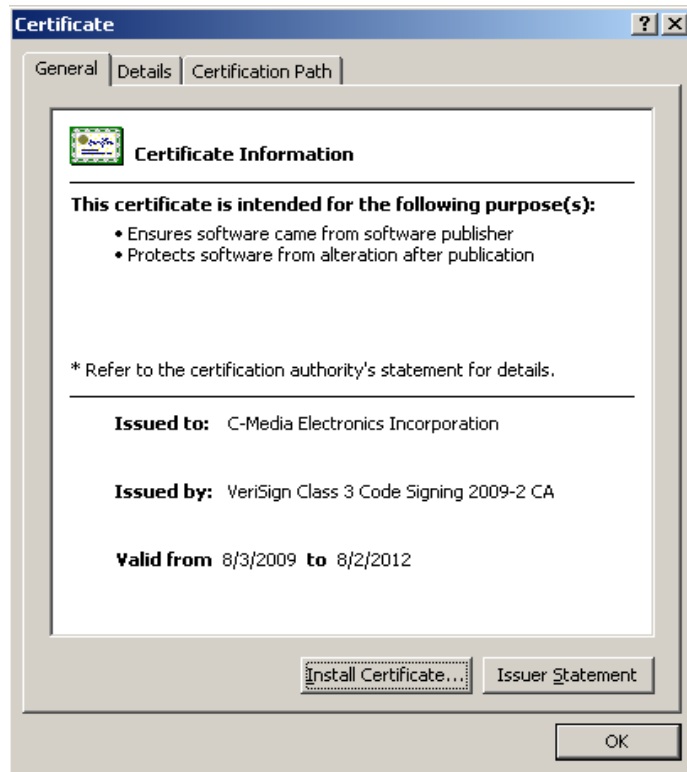 Certificate
General Details Certification Path
Certificate Information
This certificate is intended for the following purpose(s):
• Ensures software came from software publisher
• Protects software from alteration after publication
* Refer to the certification authority's statement for details.
Issued to: C-Media Electronics Incorporation
Issued by: VeriSign Class 3 Code Signing 2009-2 CA
Valid from 8/3/2009 to 8/2/2012
Install Certificate... Issuer Statement
OK